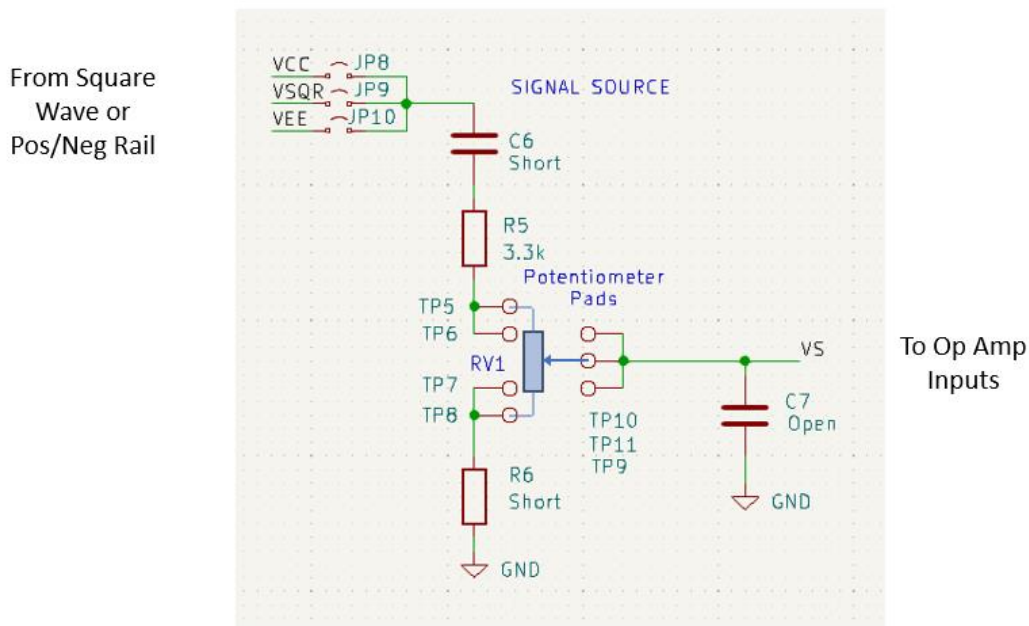 From Square
Wave or
Pos/Neg Rail
VCC
JP8
VSQR
JP9
VEE
JP10
SIGNAL SOURCE
C6
Short
R5
3.3k
Potentiometer
Pads
TP5
TP6
RV1
TP7
TP8
VS
To Op Amp
Inputs
TP10
TP11
TP9
C7
Open
R6
Short
GND
GND